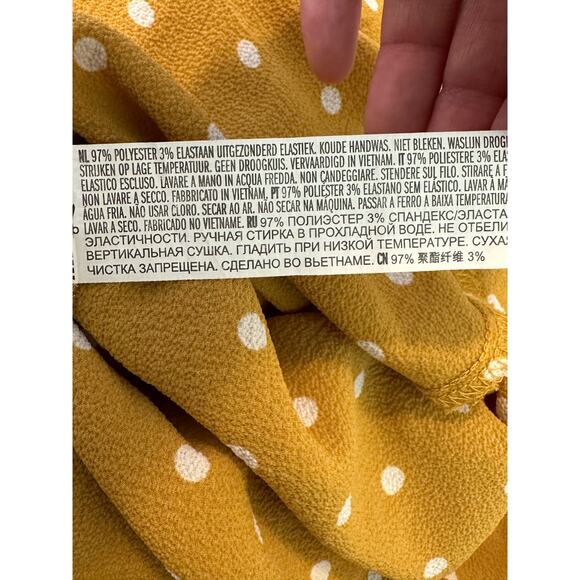 NL 97% POLYESTER 3% ELASTAAN UITGEZONDERD ELASTIEK. KOUDE HANDWAS. NIET BLEKEN. WASLIJN DROG
STRIJKEN OP LAGE TEMPERATUUR. GEEN DROOGKUIS. VERVAARDIGD IN VIETNAM. IT 97% POLIESTERE 3% E
ELASTICO ESCLUSO. LAVARE A MANO IN ACQUA FREDDA. NON CANDEGGIARE. STENDERE SUL FILO. STIRARE A F
NON LAVARE A SECCO. FABBRICATO IN VIETNAM. PT 97% POLIÉSTER 3% ELASTANO SEM ELÁSTICO. LAVAR À M
ÁGUA FRIA. NÃO USAR CLORO. SECAR AO AR. NÃO SECAR NA MÁQUINA. PASSAR A FERRO A BAIXA TEMPERATUR
LAVAR A SECO. FABRICADO NO VIETNAM. RU 97% ПОЛИЭСТЕР 3% СПАНДЕКС/ЭЛАСТА
ЭЛАСТИЧНОСТИ. РУЧНАЯ СТИРКА В ПРОХЛАДНОЙ ВОДЕ. НЕ ОТБЕЛИ
ВЕРТИКАЛЬНАЯ СУШКА. ГЛАДИТЬ ПРИ НИЗКОЙ ТЕМПЕРАТУРЕ. СУХАЯ
ЧИСТКА ЗАПРЕЩЕНА. СДЕЛАНО ВО ВЬЕТНАМЕ. CN 97% 聚酯纤维 3%